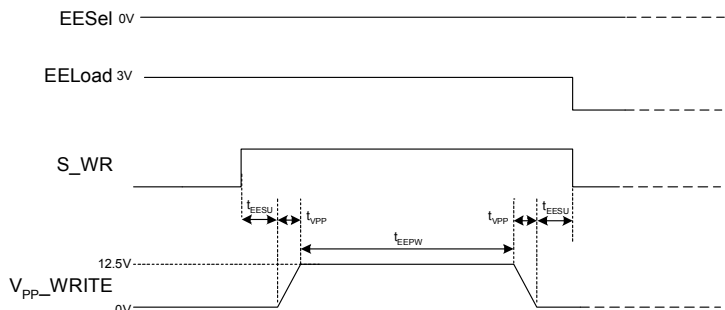 EESel 0V
EELoad 3V
S_WR
tEESU tVPP tVPP tEESU
tEEPW
12.5V
VPP_WRITE
0V